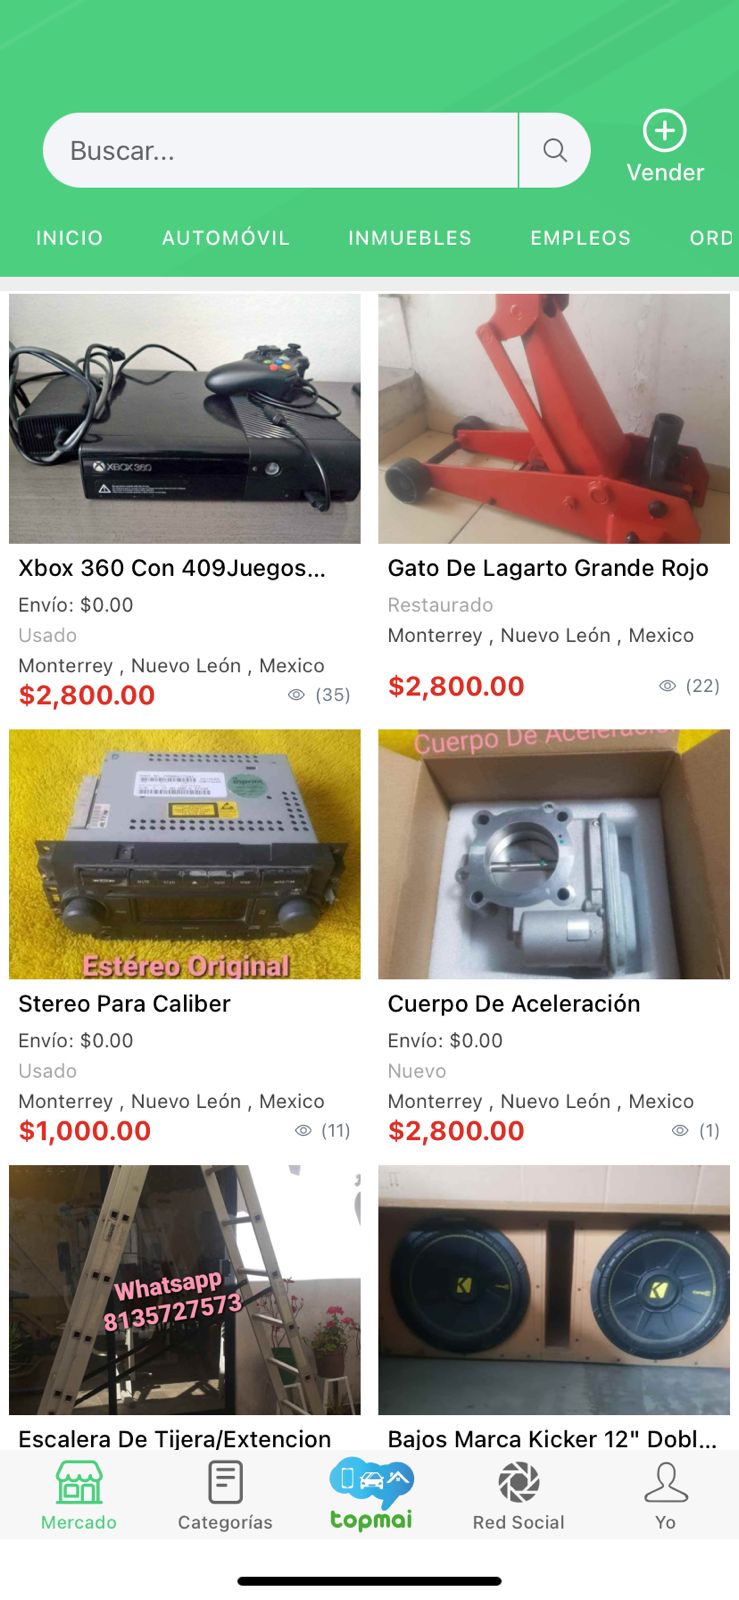 Buscar...
Vender
INICIO AUTOMÓVIL INMUEBLES EMPLEOS ORD
XBOX 360
Xbox 360 Con 409Juegos...
Envío: $0.00
Usado
Monterrey , Nuevo León , Mexico
$2,800.00 (35)
Gato De Lagarto Grande Rojo
Restaurado
Monterrey , Nuevo León , Mexico
$2,800.00 (22)
Estéreo Original
Stereo Para Caliber
Envío: $0.00
Usado
Monterrey , Nuevo León , Mexico
$1,000.00 (11)
Cuerpo De Aceleración
Cuerpo De Aceleración
Envío: $0.00
Nuevo
Monterrey , Nuevo León , Mexico
$2,800.00 (1)
Whatsapp
8135727573
Escalera De Tijera/Extencion
Bajos Marca Kicker 12" Dobl...
Mercado
Categorías
topmai
Red Social
Yo